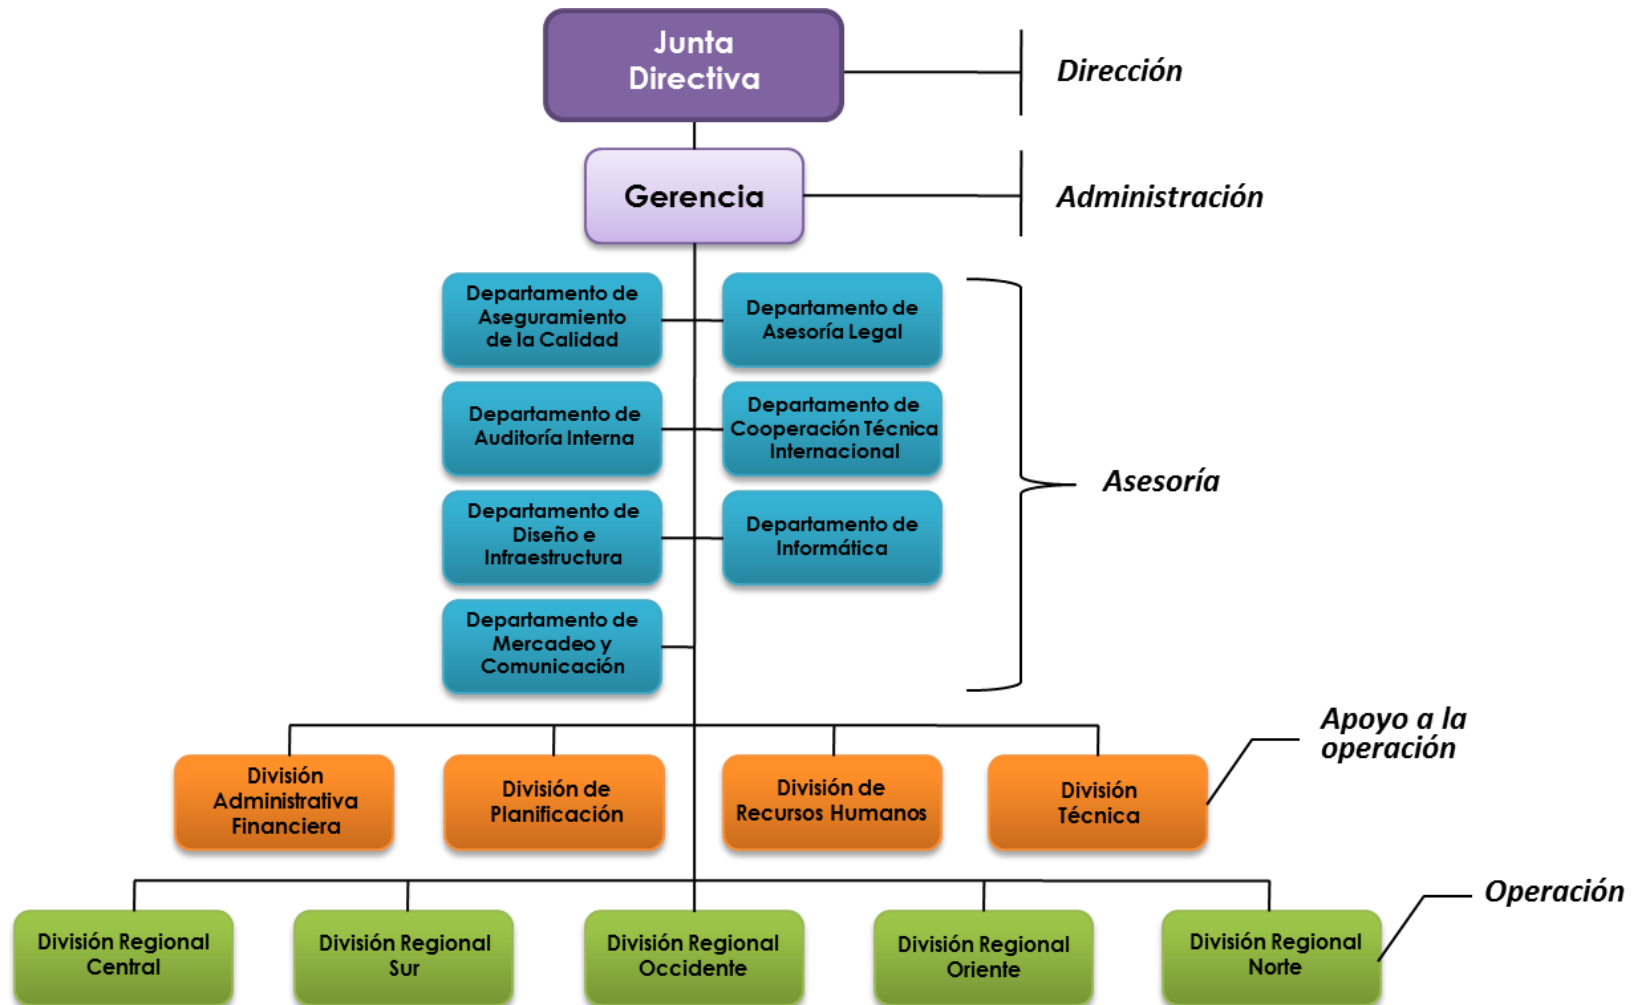 Junta
Directiva
Dirección
Gerencia
Administración
Departamento de
Aseguramiento
de la Calidad
Departamento de
Asesoría Legal
Departamento de
Auditoría Interna
Departamento de
Cooperación Técnica
Internacional
Asesoría
Departamento de
Diseño e
Infraestructura
Departamento de
Informática
Departamento de
Mercadeo y
Comunicación
Apoyo a la
operación
División
Administrativa
Financiera
División de
Planificación
División de
Recursos Humanos
División
Técnica
Operación
División Regional
Central
División Regional
Sur
División Regional
Occidente
División Regional
Oriente
División Regional
Norte